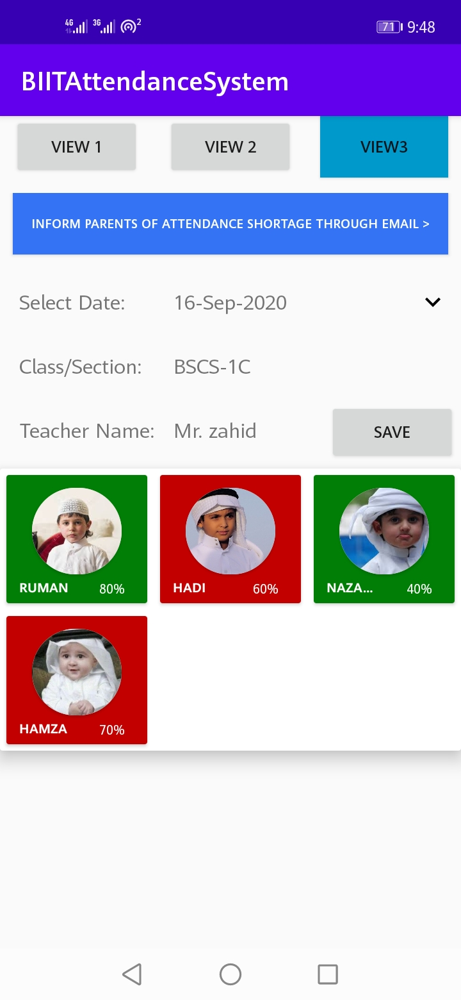 4G 3G 2 71 9:48
BIITAttendanceSystem
VIEW 1 VIEW 2 VIEW3
INFORM PARENTS OF ATTENDANCE SHORTAGE THROUGH EMAIL >
Select Date: 16-Sep-2020
Class/Section: BSCS-1C
Teacher Name: Mr. zahid SAVE
RUMAN 80% HADI 60% NAZA... 40%
HAMZA 70%